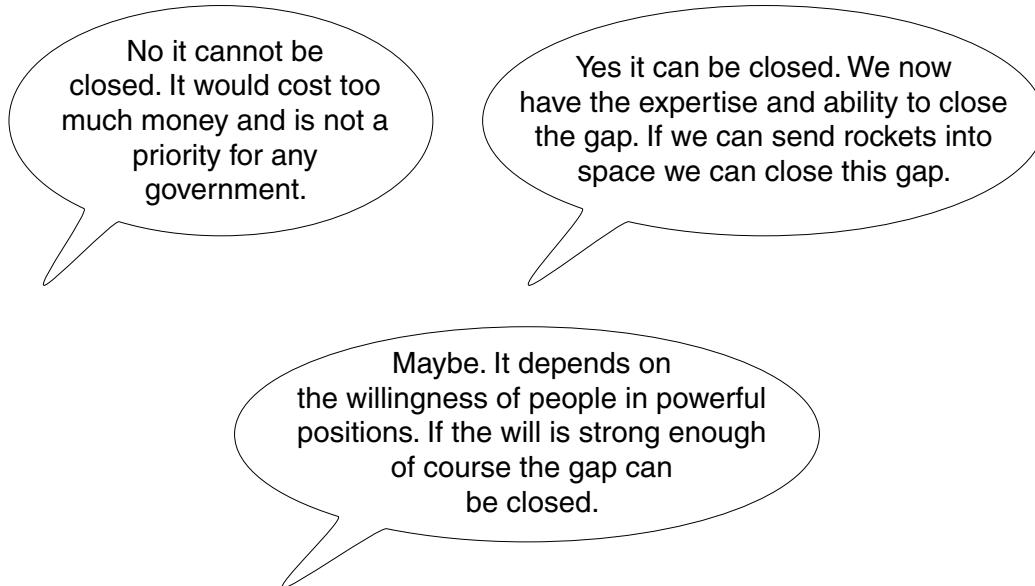 No it cannot be
closed. It would cost too
much money and is not a
priority for any
government.
Yes it can be closed. We now
have the expertise and ability to close
the gap. If we can send rockets into
space we can close this gap.
Maybe. It depends on
the willingness of people in powerful
positions. If the will is strong enough
of course the gap can
be closed.